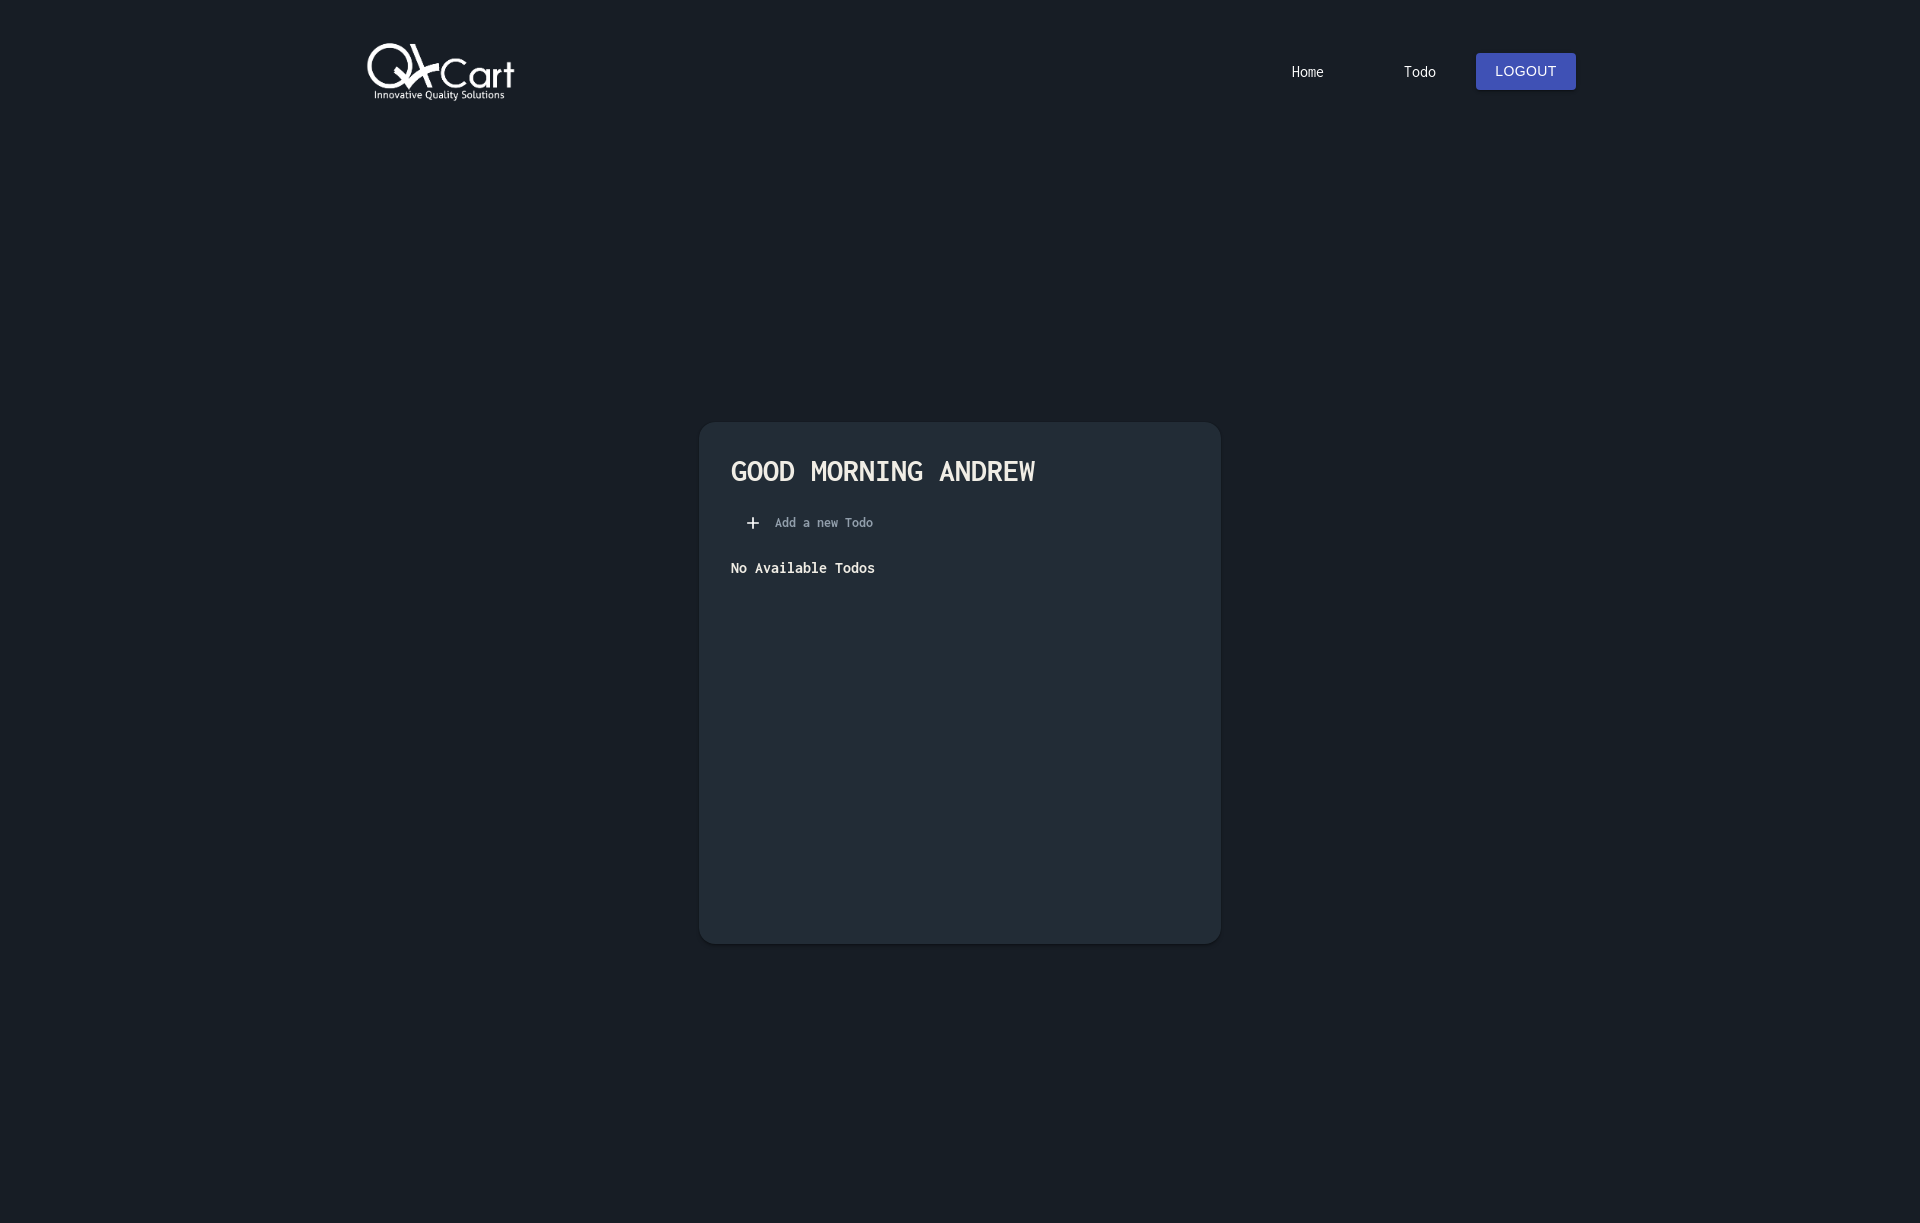 QACart
Innovative Quality Solutions
Home
Todo
LOGOUT
GOOD MORNING ANDREW
Add a new Todo
No Available Todos